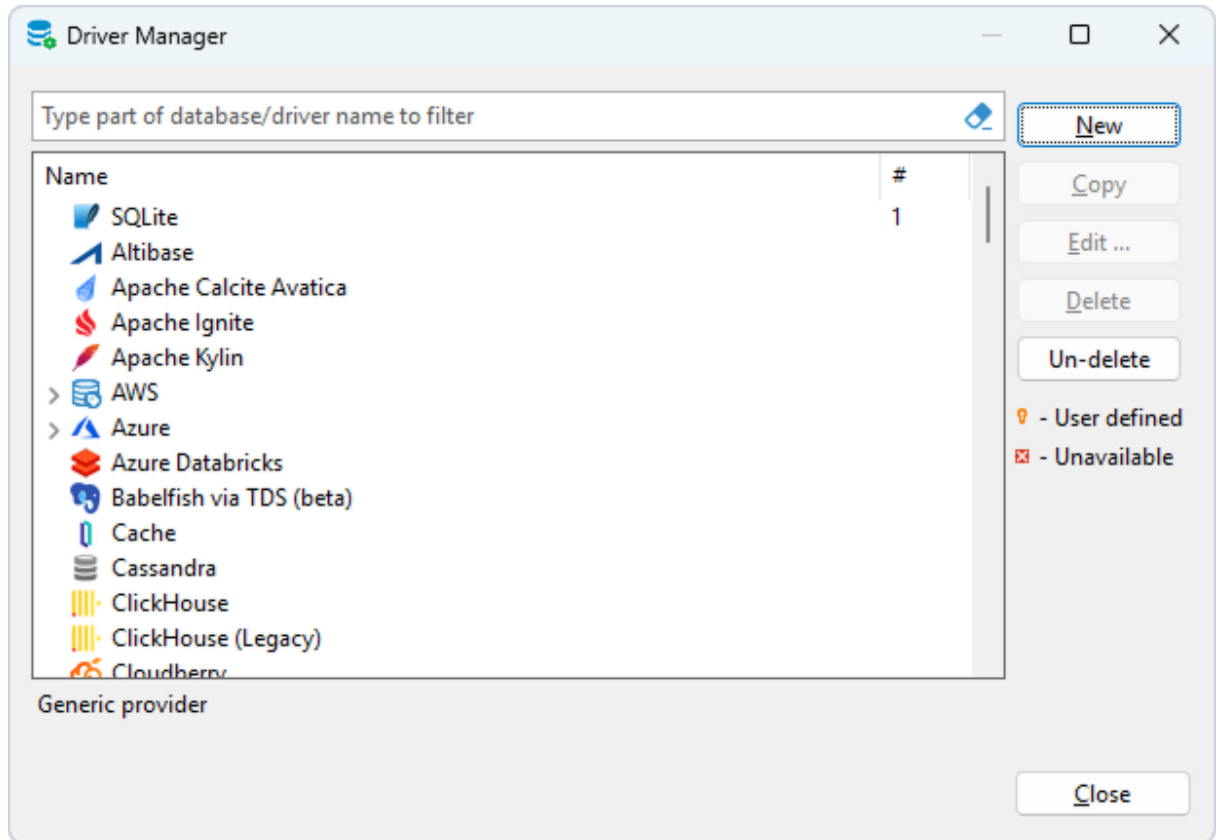 Driver Manager
Type part of database/driver name to filter
New
Name #
Copy
SQLite 1
Altibase
Edit ...
Apache Calcite Avatica
Delete
Apache Ignite
Apache Kylin
Un-delete
AWS
Azure
- User defined
Azure Databricks
- Unavailable
Babelfish via TDS (beta)
Cache
Cassandra
ClickHouse
ClickHouse (Legacy)
Cloudberry
Generic provider
Close